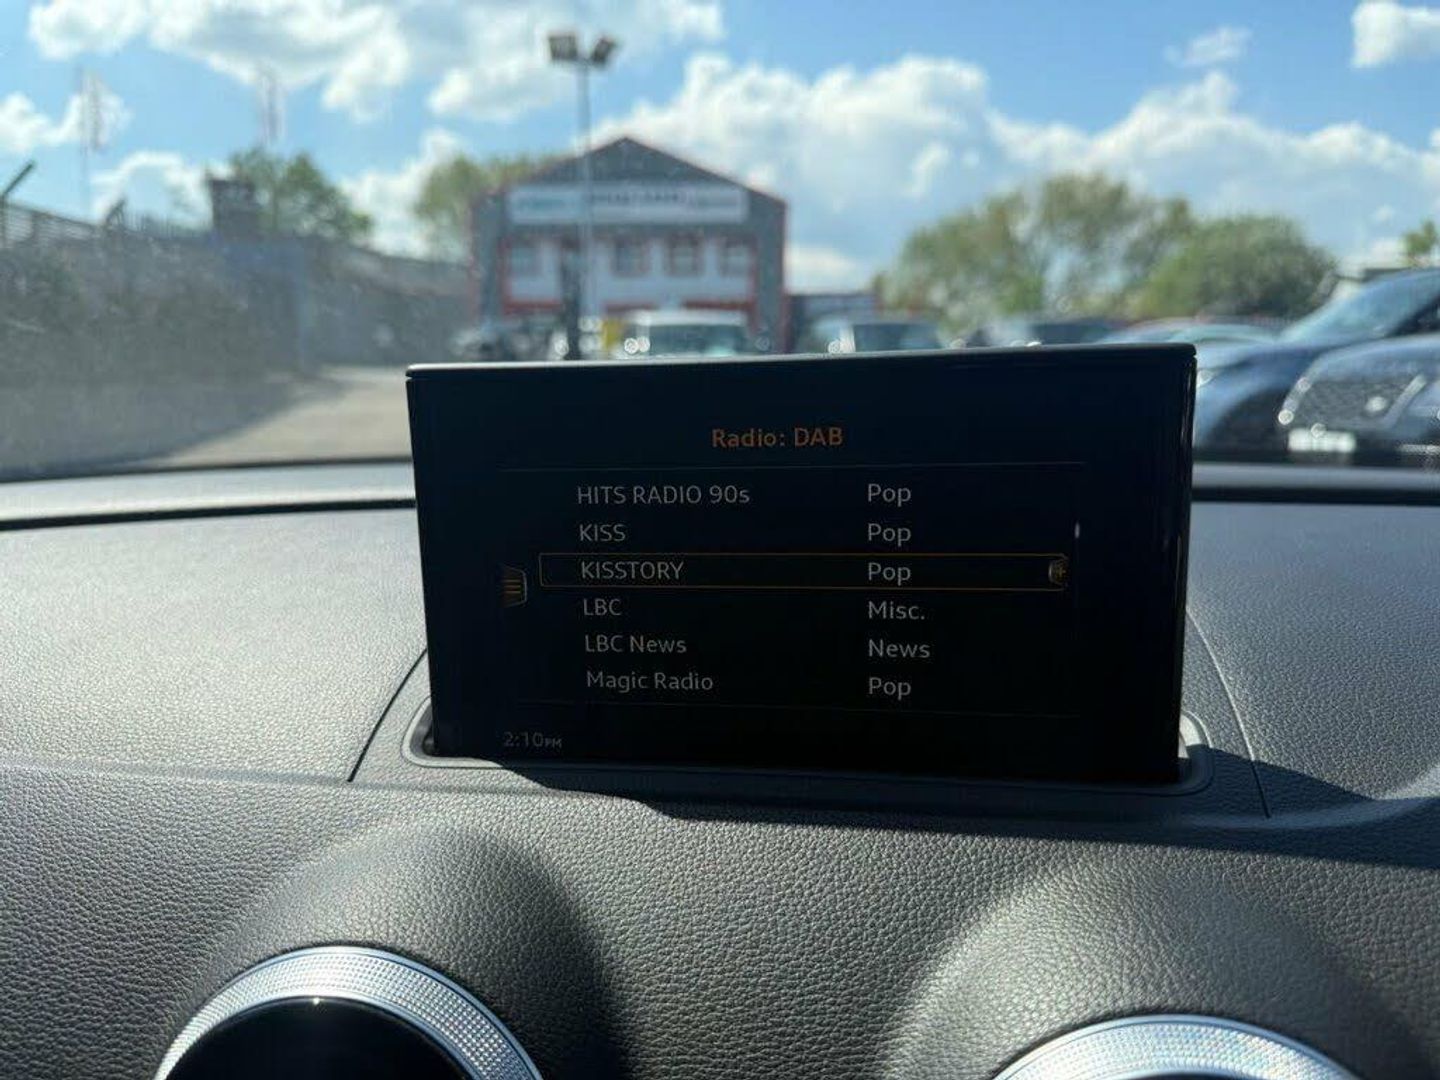 Radio: DAB
HITS RADIO 90s Pop
KISS Pop
KISSTORY Pop
LBC Misc.
LBC News News
Magic Radio Pop
2:10PM